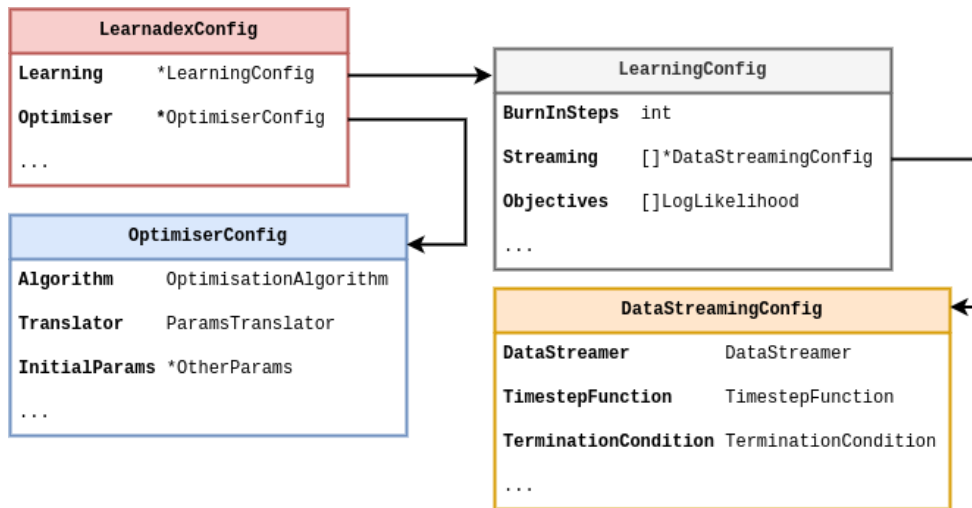 LearnadexConfig
Learning *LearningConfig
Optimiser *OptimiserConfig
...
LearningConfig
BurnInSteps int
Streaming []*DataStreamingConfig
Objectives []LogLikelihood
...
OptimiserConfig
Algorithm OptimisationAlgorithm
Translator ParamsTranslator
InitialParams *OtherParams
...
DataStreamingConfig
DataStreamer DataStreamer
TimestepFunction TimestepFunction
TerminationCondition TerminationCondition
...